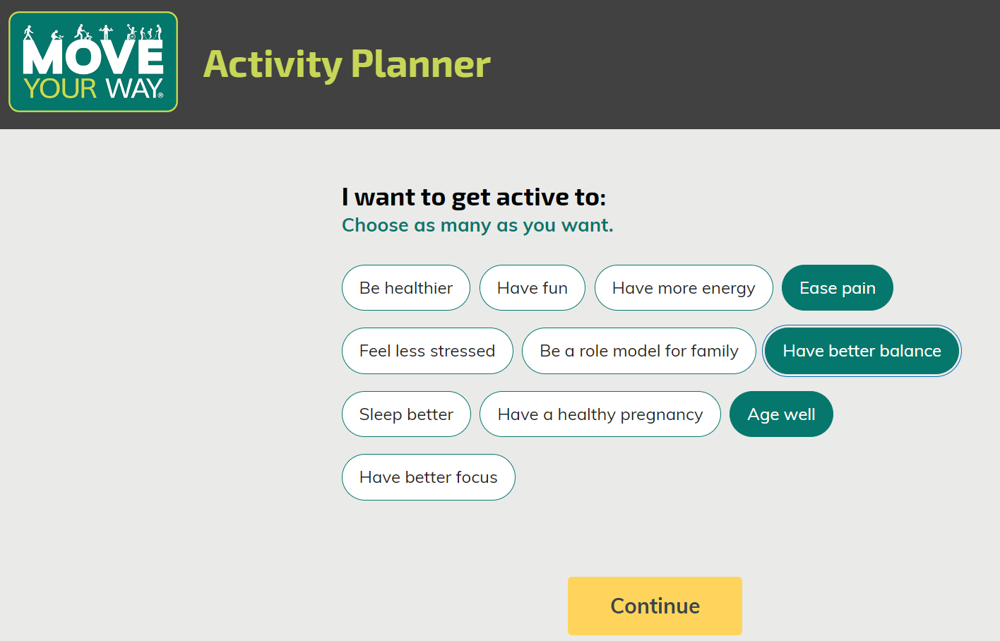 MOVE
YOUR WAY®
Activity Planner
I want to get active to:
Choose as many as you want.
Be healthier Have fun Have more energy Ease pain
Feel less stressed Be a role model for family Have better balance
Sleep better Have a healthy pregnancy Age well
Have better focus
Continue